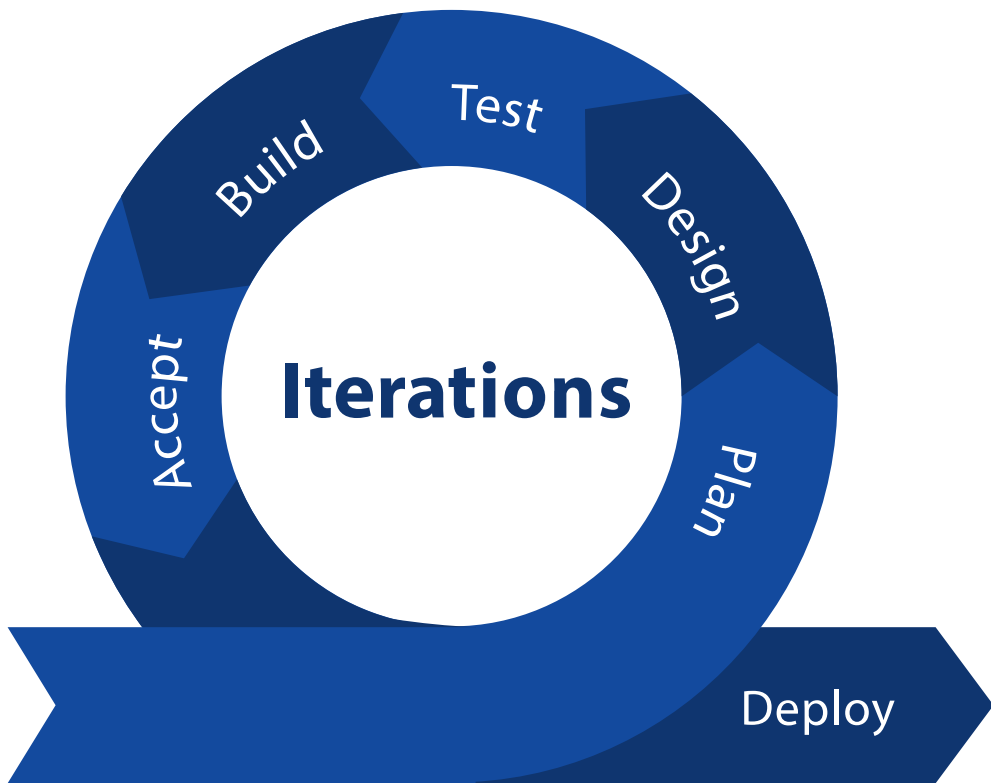 Test
Build
Design
Accept
Iterations
Plan
Deploy